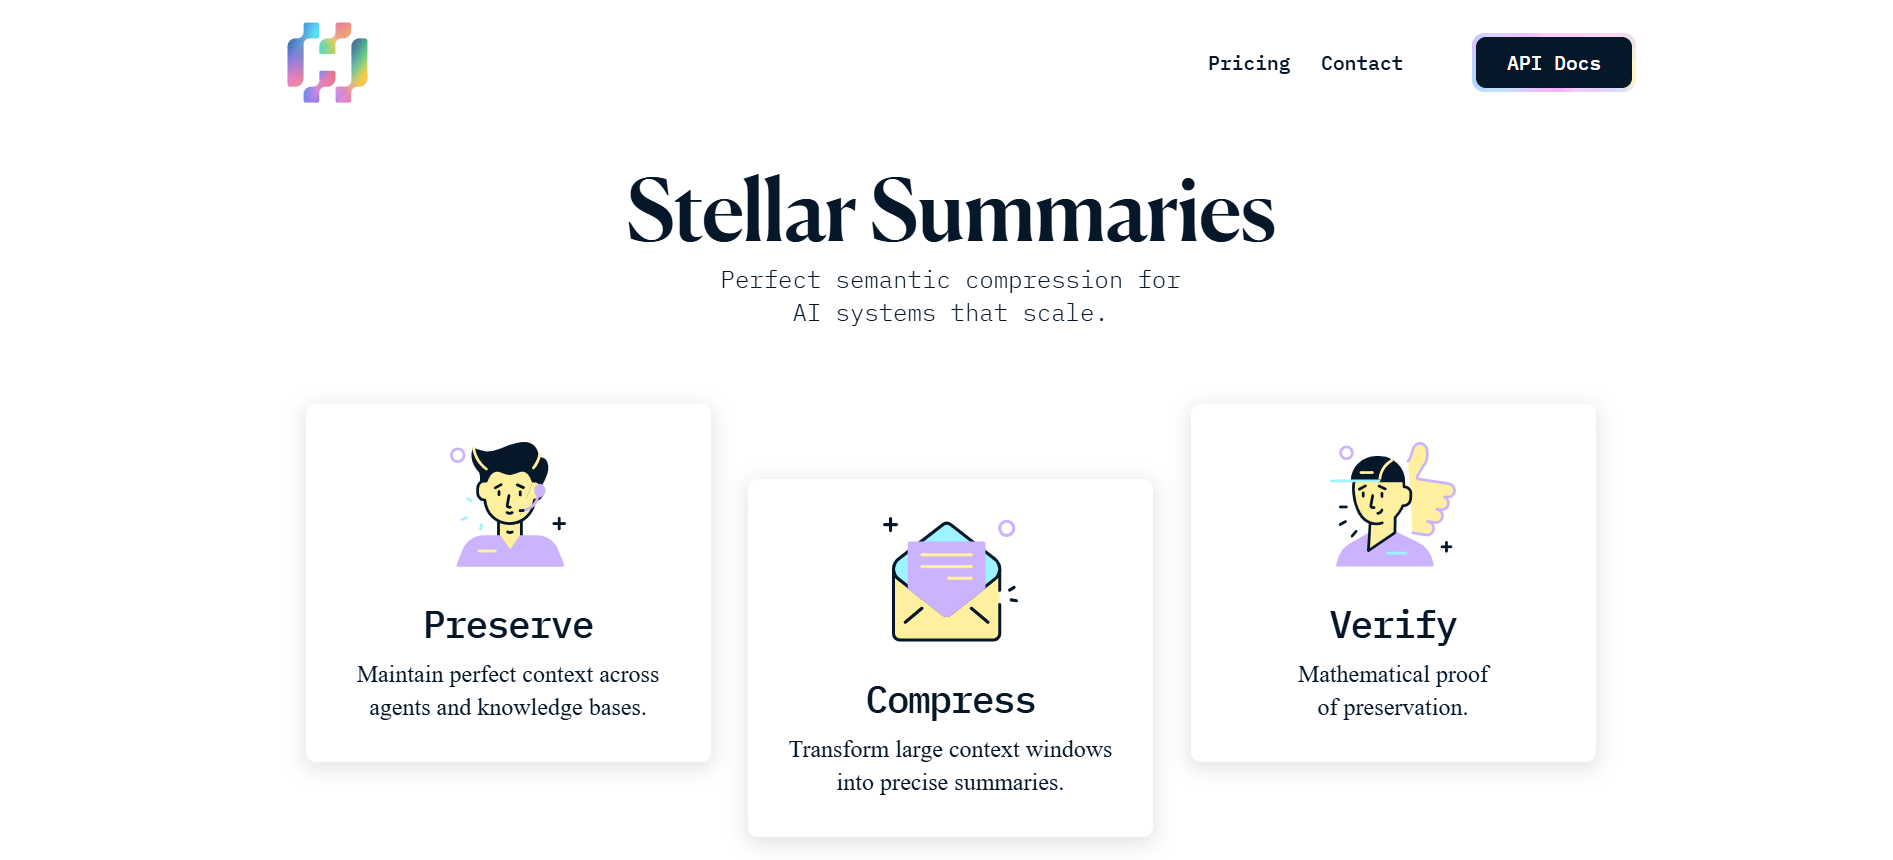 Pricing
Contact
API Docs
Stellar Summaries
Perfect semantic compression for
AI systems that scale.
Preserve
Maintain perfect context across
agents and knowledge bases.
Compress
Transform large context windows
into precise summaries.
Verify
Mathematical proof
of preservation.